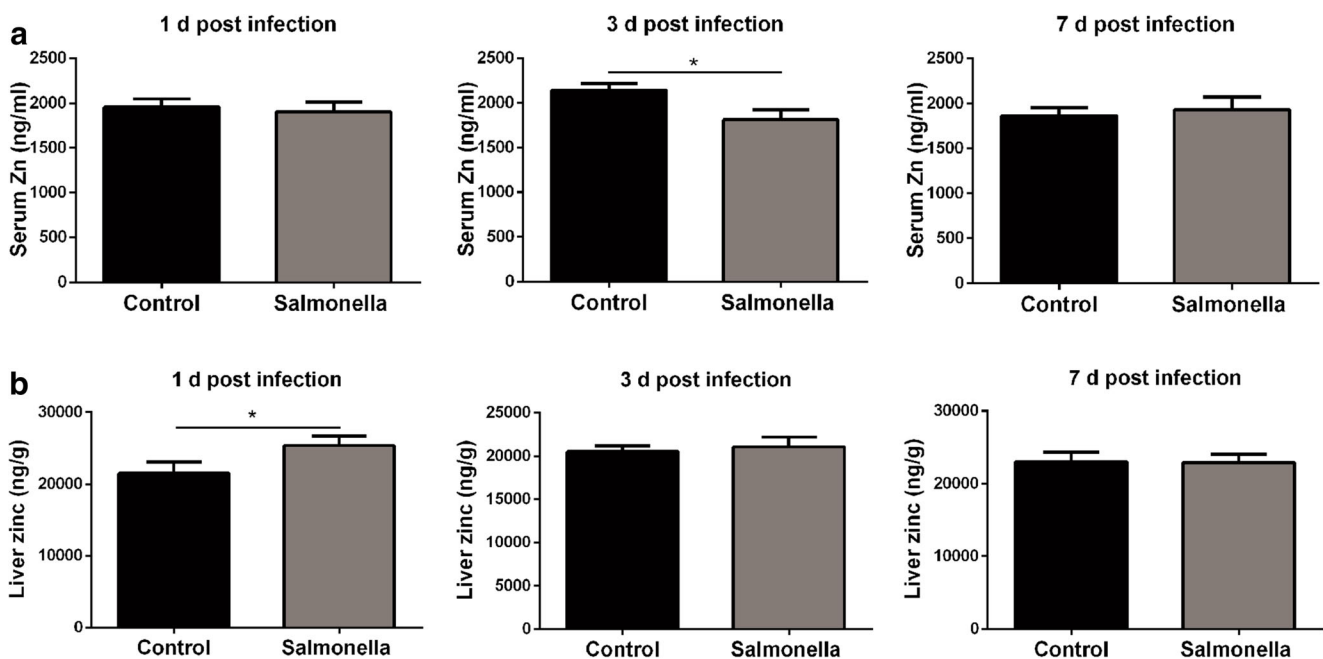 a
1 d post infection
Serum Zn (ng/ml)
2500
2000
1500
1000
500
0
Control
Salmonella
3 d post infection
Serum Zn (ng/ml)
2500
2000
1500
1000
500
0
*
Control
Salmonella
7 d post infection
Serum Zn (ng/ml)
2500
2000
1500
1000
500
0
Control
Salmonella
b
1 d post infection
Liver zinc (ng/g)
30000
20000
10000
0
*
Control
Salmonella
3 d post infection
Liver zinc (ng/g)
25000
20000
15000
10000
5000
0
Control
Salmonella
7 d post infection
Liver zinc (ng/g)
30000
20000
10000
0
Control
Salmonella